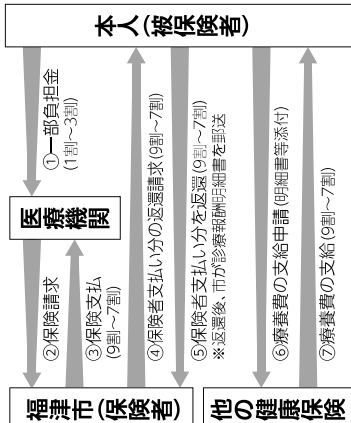 本人(被保険者)
①一部負担金
(1割~3割)
医療機関
②保険請求
③保険支払
(9割~7割)
④保険者支払い分の返還請求(9割~7割)
⑤保険者支払い分を返還(9割~7割)
※返還後、市が診療報酬明細書を郵送
⑥療養費の支給申請(明細書等添付)
⑦療養費の支給(9割~7割)
福津市(保険者)
他の健康保険